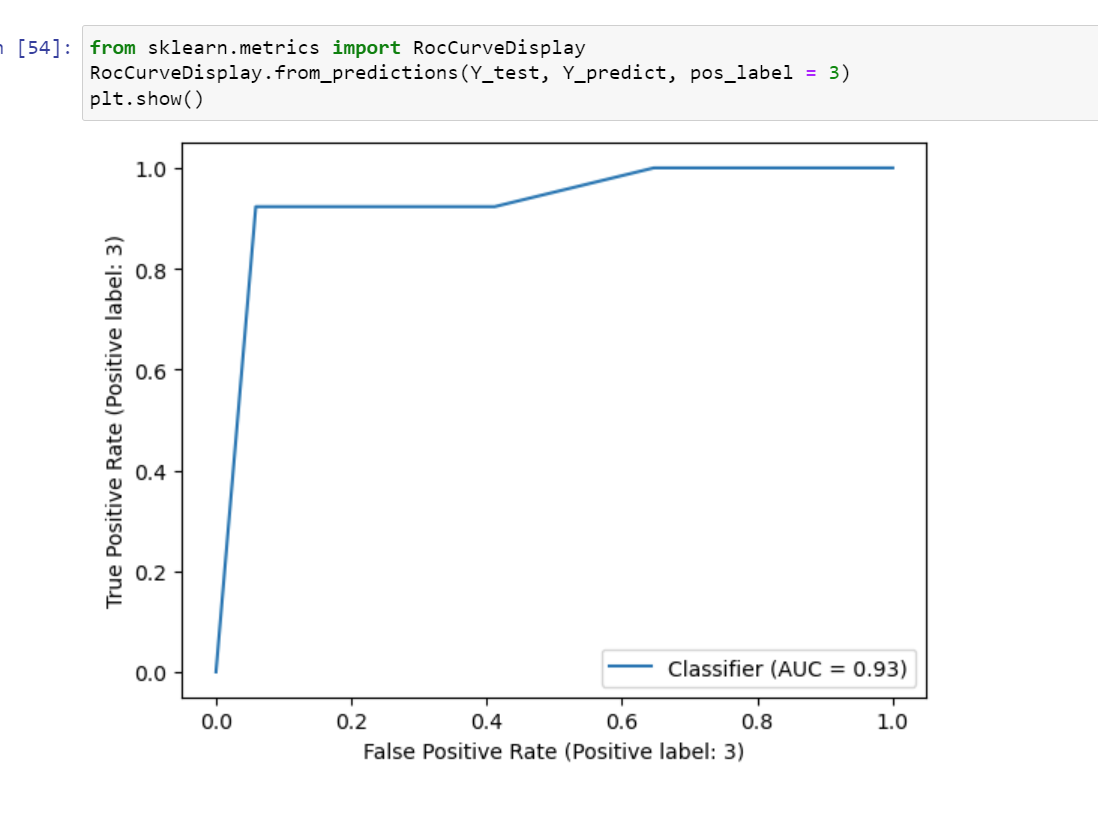 [54]: from sklearn.metrics import RocCurveDisplay
RocCurveDisplay.from_predictions(Y_test, Y_predict, pos_label = 3)
plt.show()
1.0
0.8
0.6
0.4
0.2
0.0
True Positive Rate (Positive label: 3)
Classifier (AUC = 0.93)
0.0 0.2 0.4 0.6 0.8 1.0
False Positive Rate (Positive label: 3)